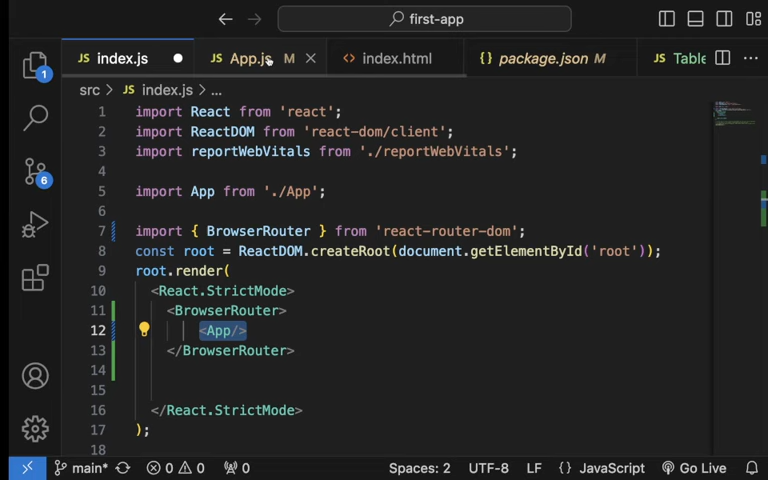 first-app
JS index.js
JS App.js M
index.html
{} package.json M
JS Table
1
src > JS index.js > ...
1 import React from 'react';
2 import ReactDOM from 'react-dom/client';
3 import reportWebVitals from './reportWebVitals';
4
5 import App from './App';
6
7 import { BrowserRouter } from 'react-router-dom';
8 const root = ReactDOM.createRoot(document.getElementById('root'));
9 root.render(
10 <React.StrictMode>
11 <BrowserRouter>
12 <App/>
13 </BrowserRouter>
14
15
16 </React.StrictMode>
17 );
18
6
main* 0 0 0 Spaces: 2 UTF-8 LF {} JavaScript Go Live